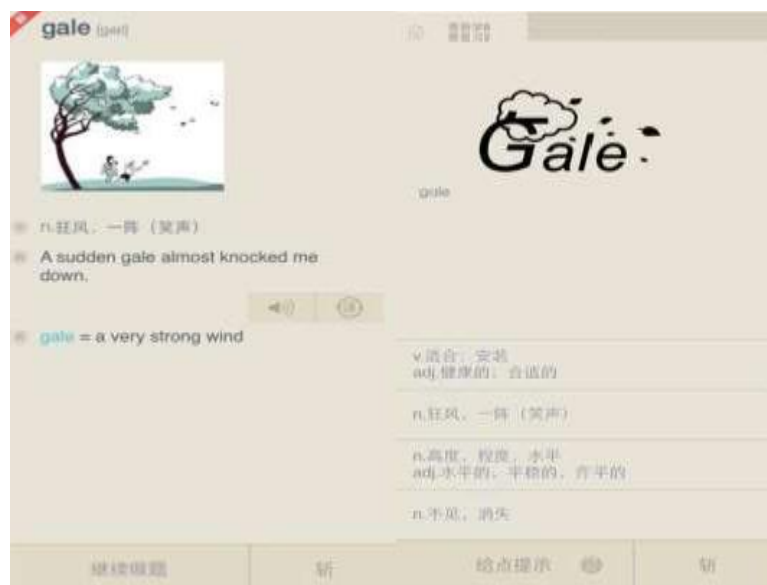 gale
n.狂风,一阵(笑声)
A sudden gale almost knocked me
down.
gale = a very strong wind
继续做题
斩
Gale
gale
v.适合;安装
adj.健康的,合适的
n.狂风,一阵(笑声)
n.高度,程度,水平
adj.水平的,平稳的,齐平的
n.不见,消失
给点提示
斩